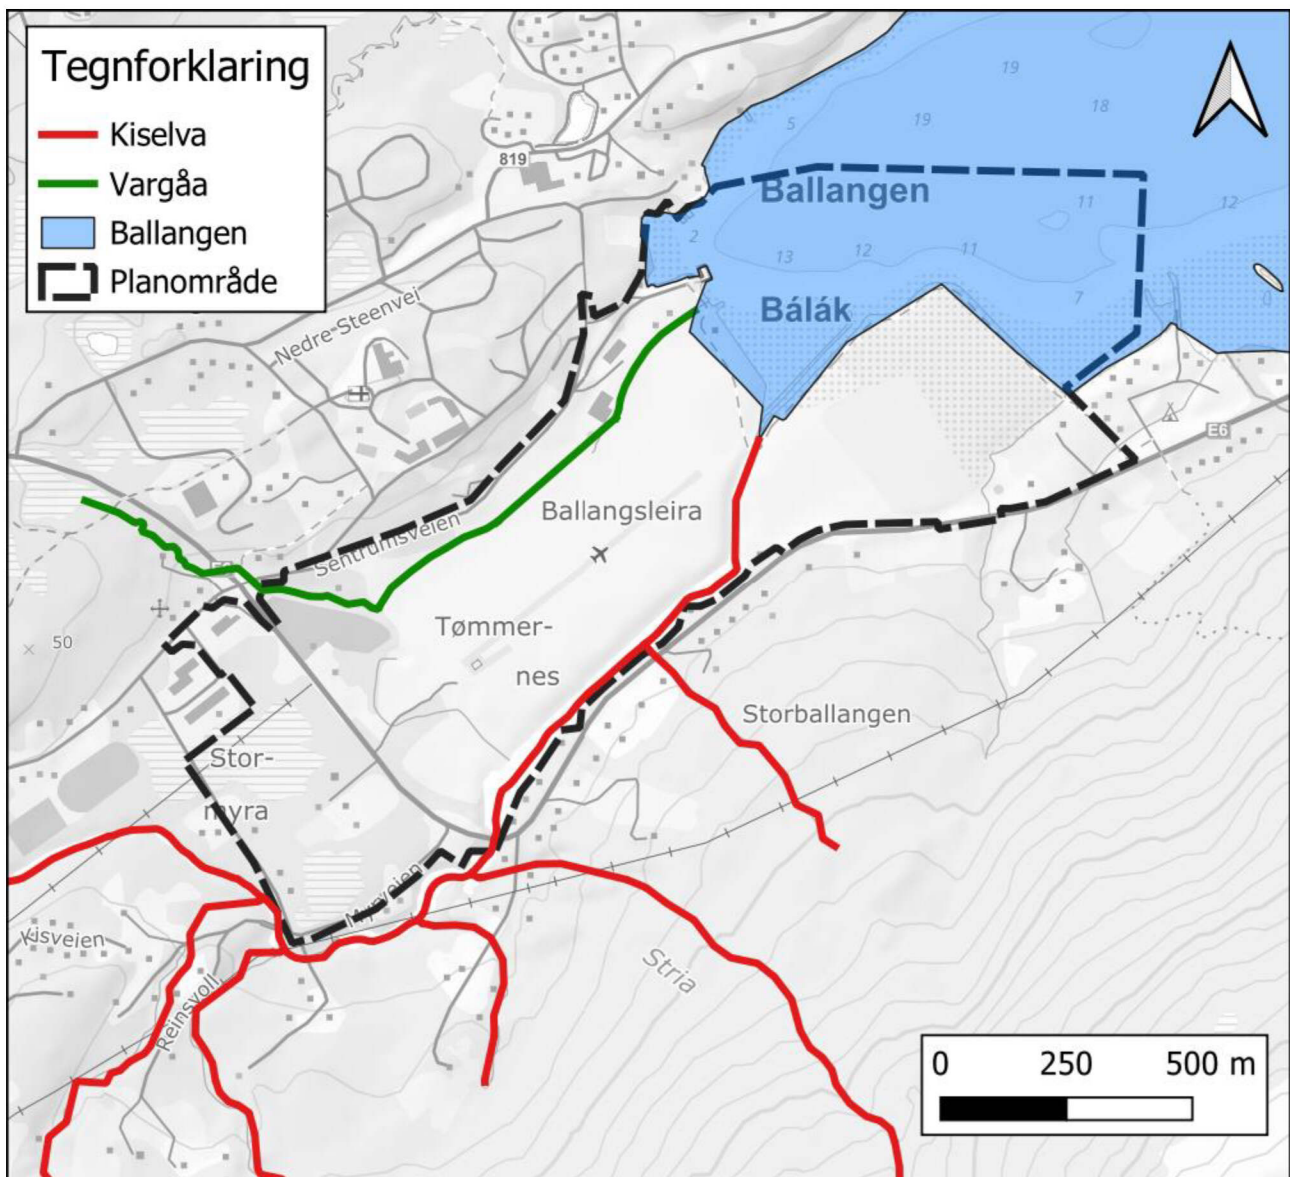 Tegnforklaring
Kiselva
Vargåa
Ballangen
Planområde
819
19
18
5
19
Ballangen
11
12
2
13
12
11
7
0
Bálák
Nedre Steenvei
E6
Sentrumsveien
Ballangsleira
50
Tømmer-
nes
Storballangen
Stor-
myra
Myrveien
Reinsvoll
Stria
0 250 500 m